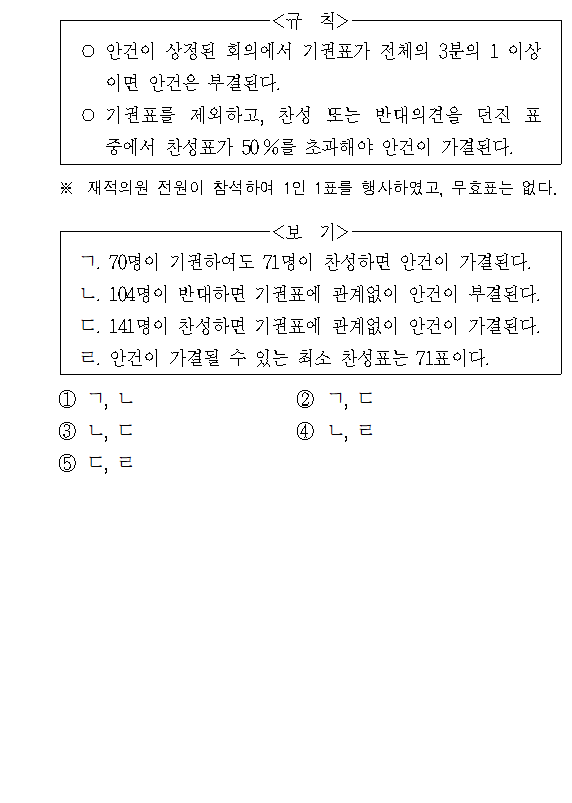 <규 칙>
○ 안건이 상정된 회의에서 기권표가 전체의 3분의 1 이상
이면 안건은 부결된다.
○ 기권표를 제외하고, 찬성 또는 반대의견을 던진 표
중에서 찬성표가 50%를 초과해야 안건이 가결된다.
※ 재적의원 전원이 참석하여 1인 1표를 행사하였고, 무효표는 없다.
<보 기>
ㄱ. 70명이 기권하여도 71명이 찬성하면 안건이 가결된다.
ㄴ. 104명이 반대하면 기권표에 관계없이 안건이 부결된다.
ㄷ. 141명이 찬성하면 기권표에 관계없이 안건이 가결된다.
ㄹ. 안건이 가결될 수 있는 최소 찬성표는 71표이다.
① ㄱ, ㄴ ② ㄱ, ㄷ
③ ㄴ, ㄷ ④ ㄴ, ㄹ
⑤ ㄷ, ㄹ